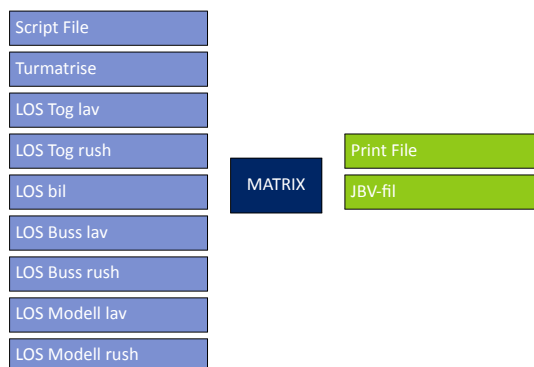 Script File
Turmatrise
LOS Tog lav
LOS Tog rush
LOS bil
LOS Buss lav
LOS Buss rush
LOS Modell lav
LOS Modell rush
MATRIX
Print File
JBV-fil